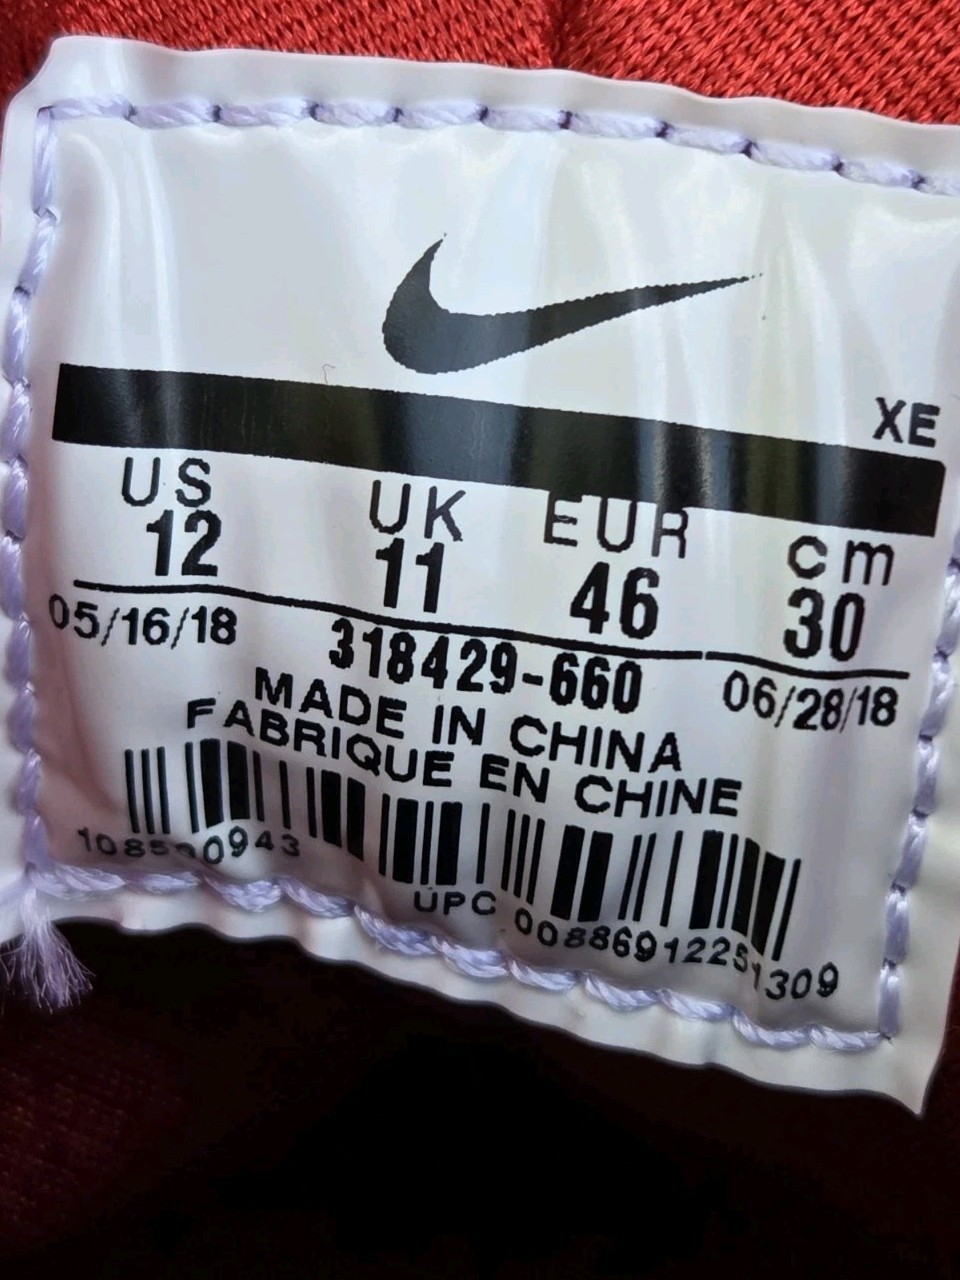 XE
US UK EUR cm
12 11 46 30
05/16/18 318429-660 06/28/18
MADE IN CHINA
FABRIQUE EN CHINE
UPC 00886912251309